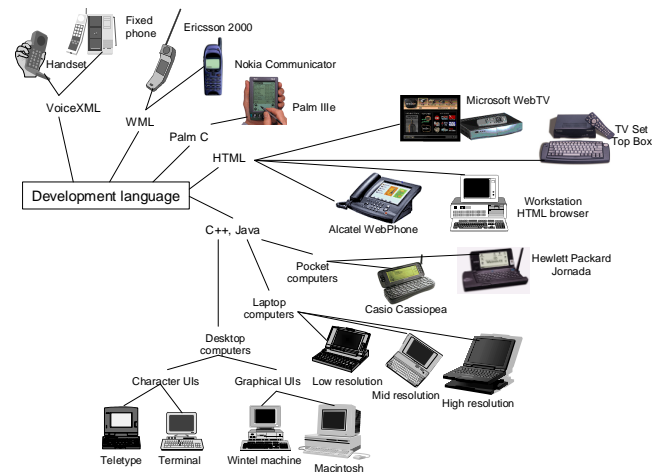 Fixed
phone
Ericsson 2000
Handset
Nokia Communicator
VoiceXML
WML
Palm IIIe
Palm C
HTML
Microsoft WebTV
TV Set
Top Box
Development language
Alcatel WebPhone
Workstation
HTML browser
C++, Java
Pocket
computers
Casio Cassiopea
Hewlett Packard
Jornada
Laptop
computers
Desktop
computers
Low resolution
Mid resolution
High resolution
Character UIs
Graphical UIs
Teletype
Terminal
Wintel machine
Macintosh